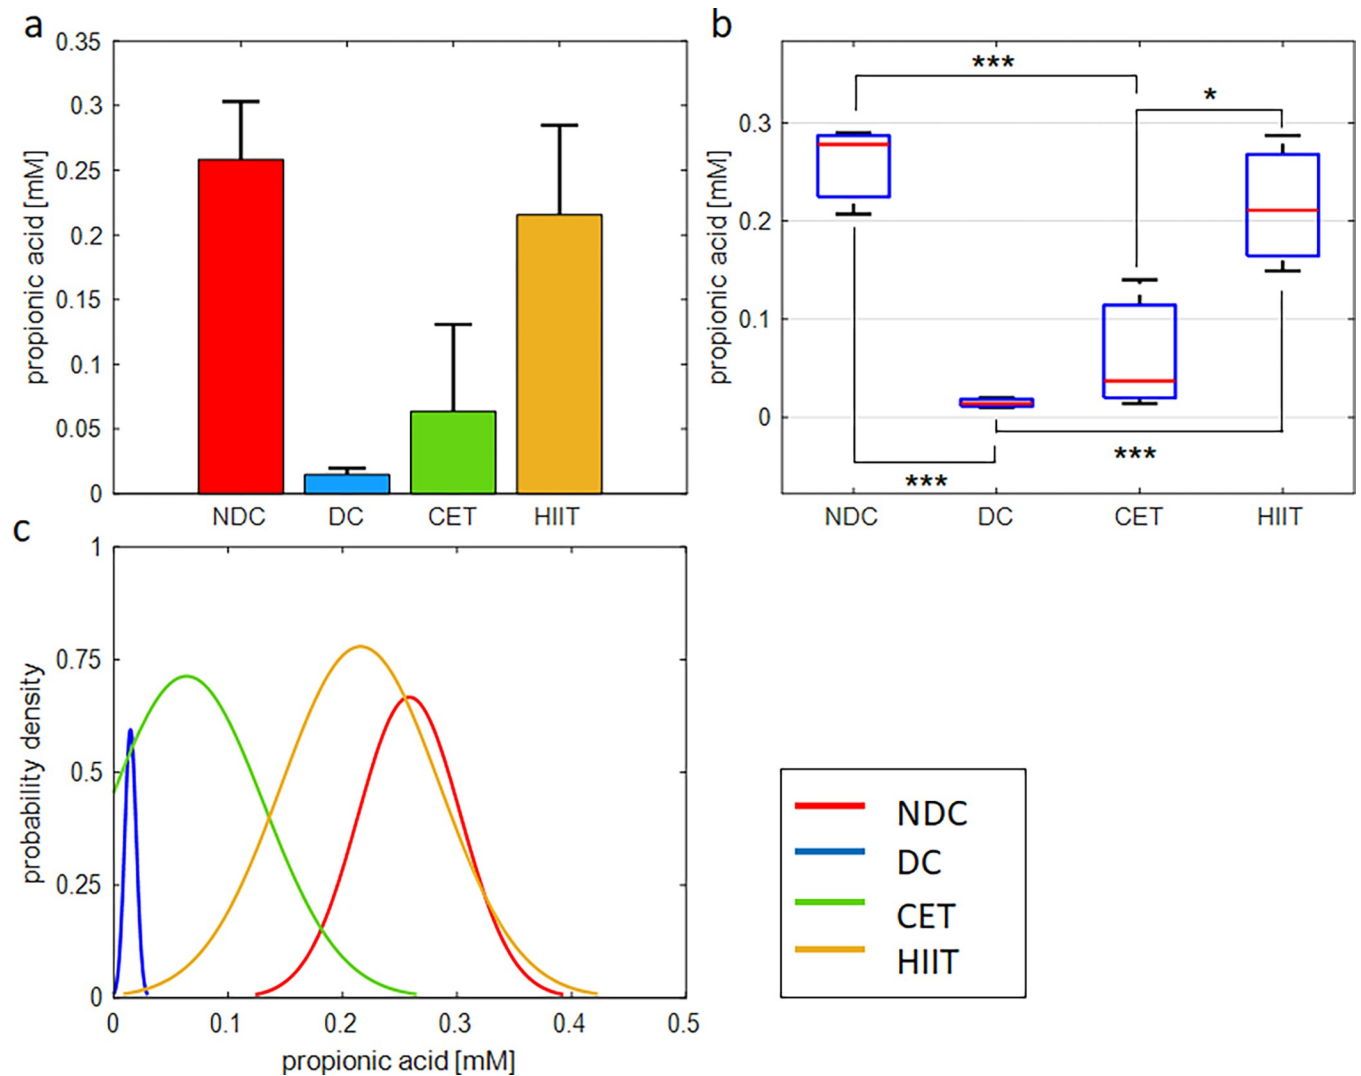 a
0.35
0.3
0.25
0.2
0.15
0.1
0.05
0
propionic acid [mM]
NDC DC CET HIIT
b
***
*
0.3
0.2
0.1
0
propionic acid [mM]
***
***
NDC DC CET HIIT
c
1
0.75
0.5
0.25
0
probability density
0 0.1 0.2 0.3 0.4 0.5
propionic acid [mM]
NDC
DC
CET
HIIT